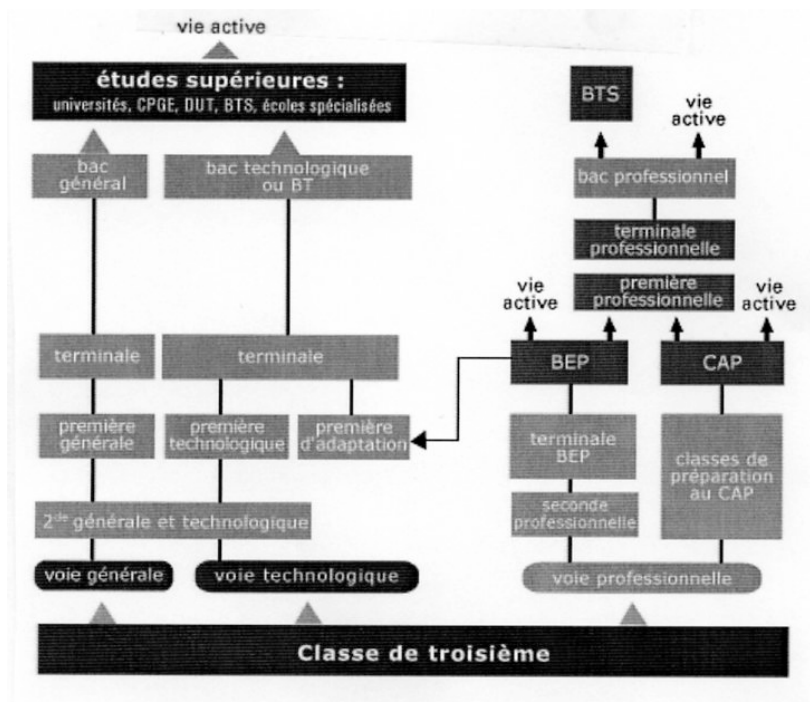 vie active
études supérieures :
universités, CPGE, DUT, BTS, écoles spécialisées
BTS
vie
active
bac
général
bac technologique
ou BT
bac professionnel
terminale
professionnelle
première
professionnelle
vie
active
vie
active
terminale
terminale
BEP
CAP
première
générale
première
technologique
première
d'adaptation
terminale
BEP
classes de
préparation
au CAP
seconde
professionnelle
2de générale et technologique
voie générale
voie technologique
voie professionnelle
Classe de troisième